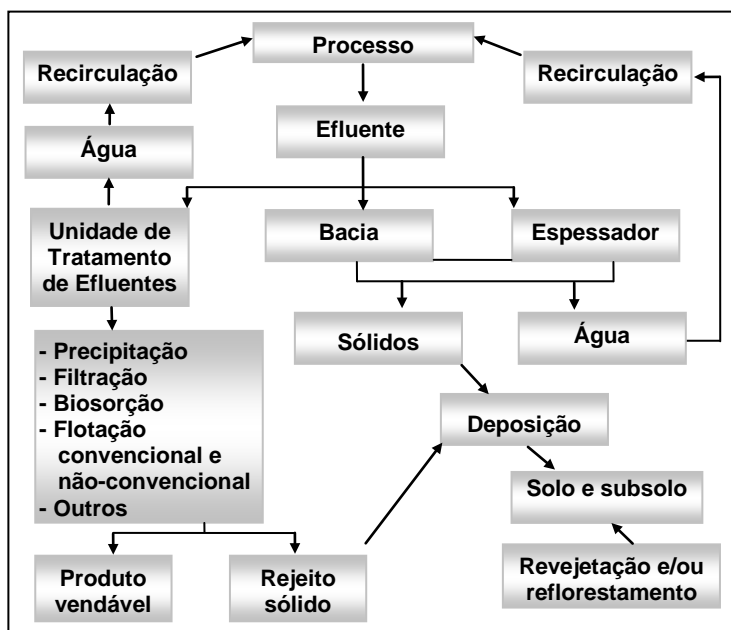 Processo
Recirculação
Recirculação
Efluente
Água
Unidade de
Tratamento
de Efluentes
Bacia
Espessador
- Precipitação
- Filtração
- Biosorção
- Flotação
convencional e
não-convencional
- Outros
Sólidos
Água
Deposição
Solo e subsolo
Produto
vendável
Rejeito
sólido
Revejetação e/ou
reflorestamento